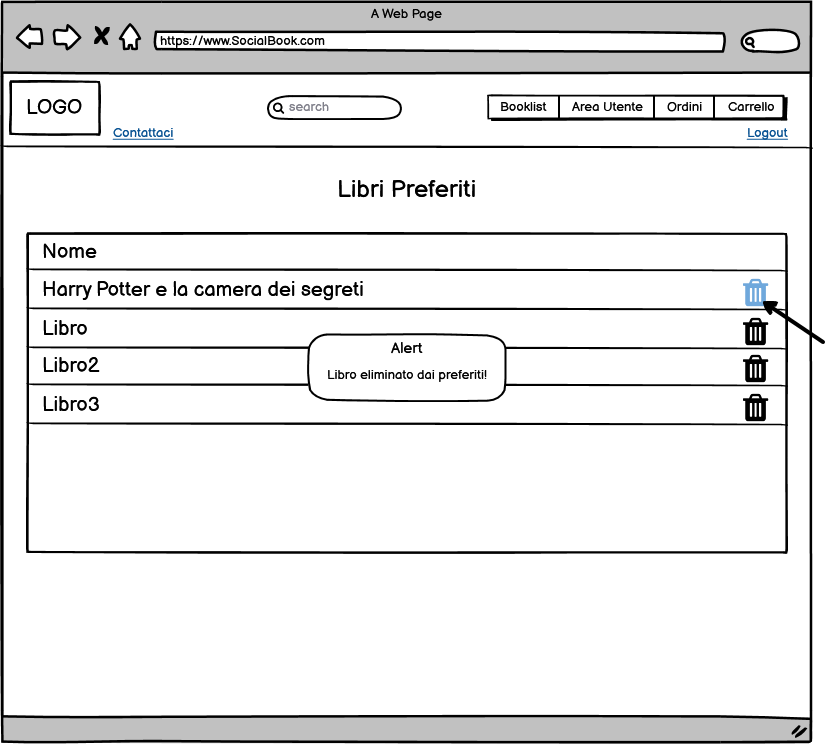 A Web Page
https://www.SocialBook.com
LOGO
search
Booklist Area Utente Ordini Carrello
Contattaci
Logout
Libri Preferiti
Nome
Harry Potter e la camera dei segreti
Libro
Alert
Libro2
Libro eliminato dai preferiti!
Libro3